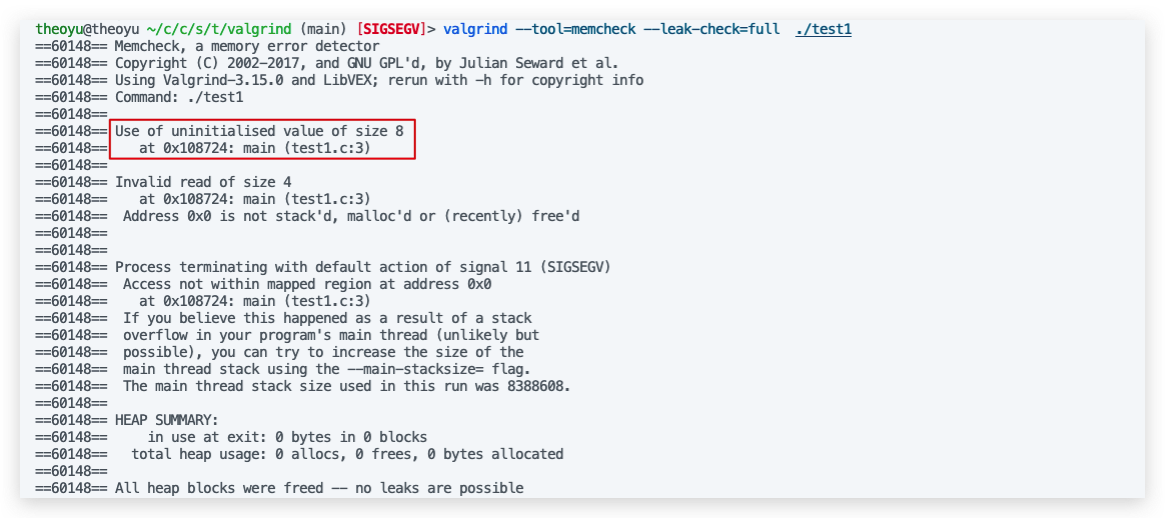 theoyu@theoyu ~/c/c/s/t/valgrind (main) [SIGSEGV]> valgrind --tool=memcheck --leak-check=full  ./test1
==60148== Memcheck, a memory error detector
==60148== Copyright (C) 2002-2017, and GNU GPL'd, by Julian Seward et al.
==60148== Using Valgrind-3.15.0 and LibVEX; rerun with -h for copyright info
==60148== Command: ./test1
==60148==
==60148== Use of uninitialised value of size 8
==60148==    at 0x108724: main (test1.c:3)
==60148==
==60148== Invalid read of size 4
==60148==    at 0x108724: main (test1.c:3)
==60148==  Address 0x0 is not stack'd, malloc'd or (recently) free'd
==60148==
==60148==
==60148== Process terminating with default action of signal 11 (SIGSEGV)
==60148==  Access not within mapped region at address 0x0
==60148==    at 0x108724: main (test1.c:3)
==60148==  If you believe this happened as a result of a stack
==60148==  overflow in your program's main thread (unlikely but
==60148==  possible), you can try to increase the size of the
==60148==  main thread stack using the --main-stacksize= flag.
==60148==  The main thread stack size used in this run was 8388608.
==60148==
==60148== HEAP SUMMARY:
==60148==     in use at exit: 0 bytes in 0 blocks
==60148==   total heap usage: 0 allocs, 0 frees, 0 bytes allocated
==60148==
==60148== All heap blocks were freed -- no leaks are possible